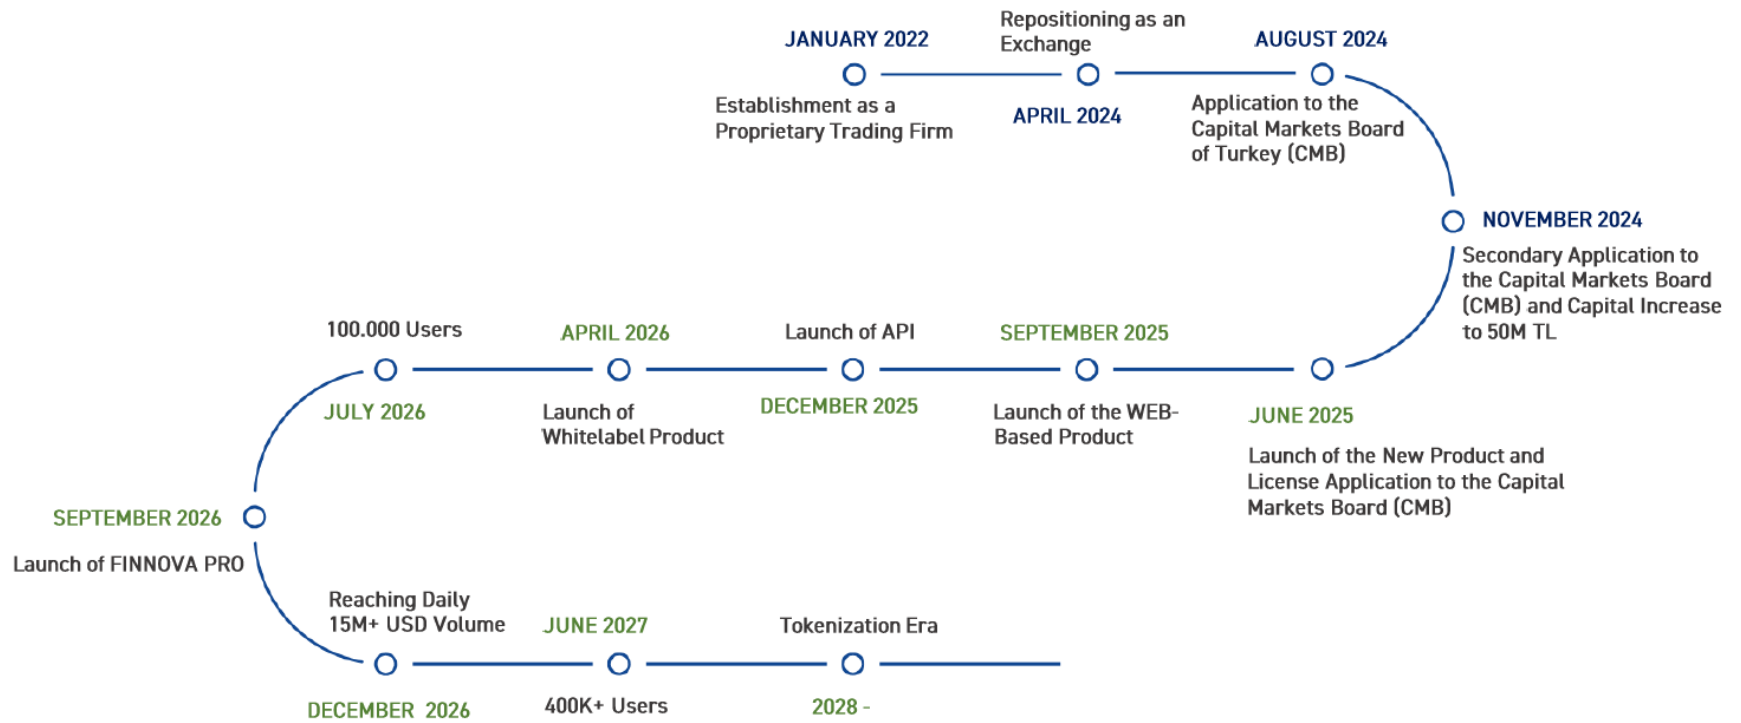 JANUARY 2022
Establishment as a
Proprietary Trading Firm
Repositioning as an
Exchange
APRIL 2024
AUGUST 2024
Application to the
Capital Markets Board
of Turkey (CMB)
NOVEMBER 2024
Secondary Application to
the Capital Markets Board
(CMB) and Capital Increase
to 50M TL
JUNE 2025
Launch of the New Product and
License Application to the Capital
Markets Board (CMB)
SEPTEMBER 2025
Launch of the WEB-
Based Product
Launch of API
DECEMBER 2025
APRIL 2026
Launch of
Whitelabel Product
100.000 Users
JULY 2026
SEPTEMBER 2026
Launch of FINNOVA PRO
Reaching Daily
15M+ USD Volume
DECEMBER 2026
JUNE 2027
400K+ Users
Tokenization Era
2028 -